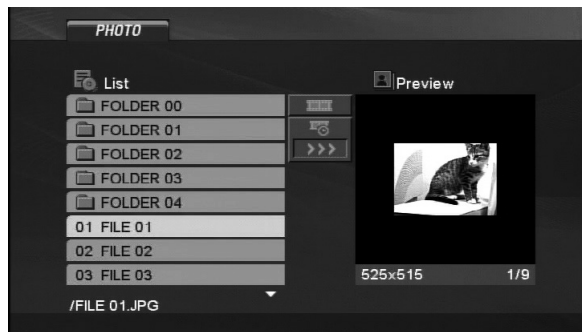 PHOTO
List
Preview
FOLDER 00
FOLDER 01
>>>
FOLDER 02
FOLDER 03
FOLDER 04
01 FILE 01
02 FILE 02
03 FILE 03
525x515 1/9
/FILE 01.JPG